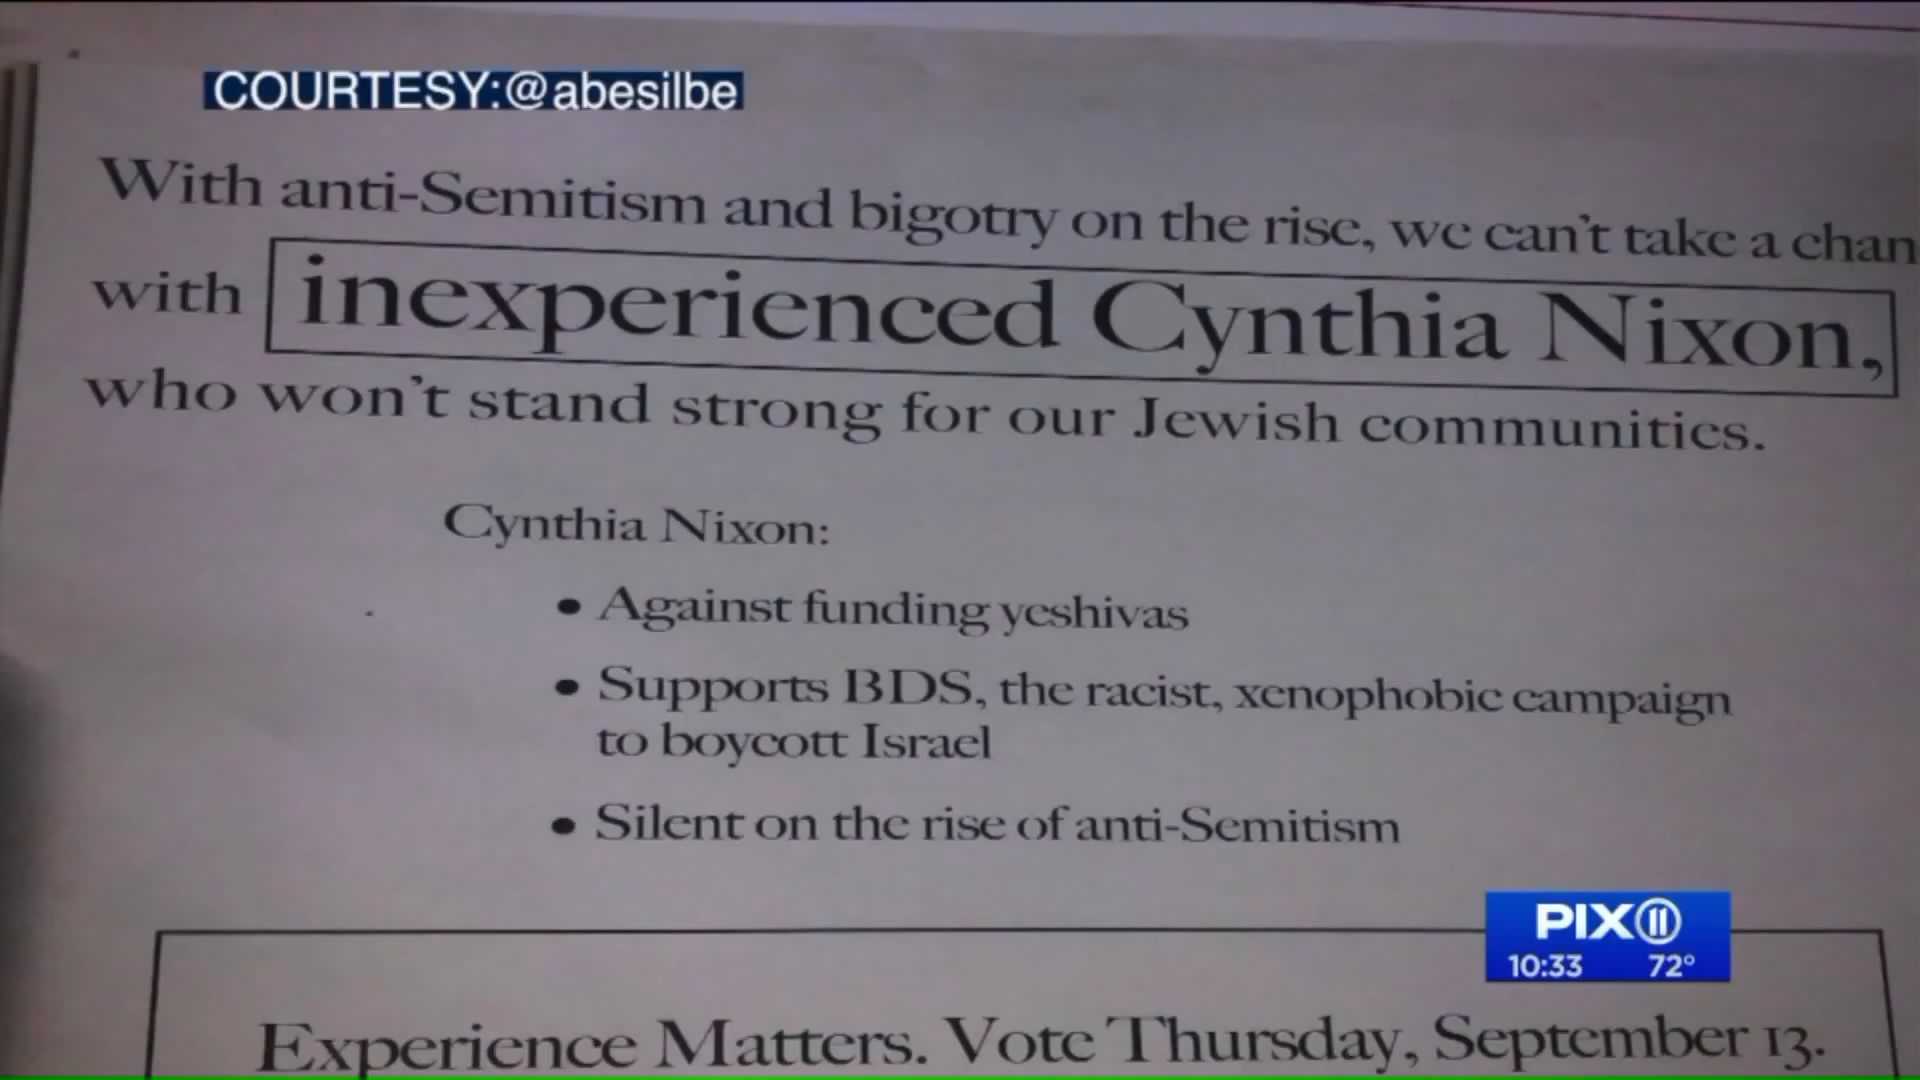 COURTESY:@abesilbe
With anti-Semitism and bigotry on the rise, we can't take a chan
with inexperienced Cynthia Nixon,
who won't stand strong for our Jewish communities.
Cynthia Nixon:
• Against funding yeshivas
• Supports BDS, the racist, xenophobic campaign
to boycott Israel
• Silent on the rise of anti-Semitism
PIX11
10:33 72°
Experience Matters. Vote Thursday, September 13.